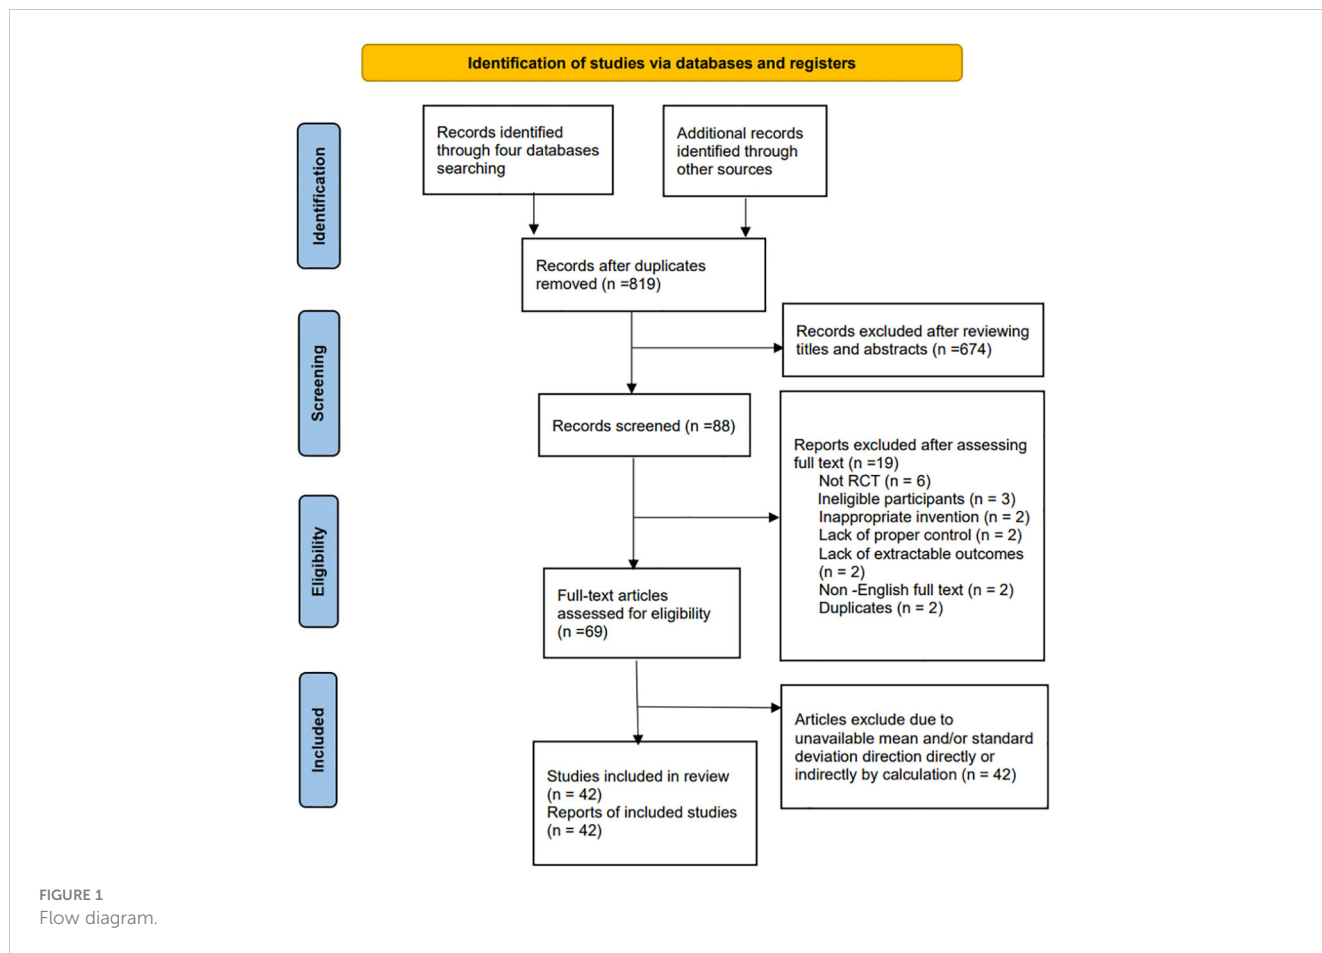 Identification of studies via databases and registers
Identification
Records identified
through four databases
searching
Additional records
identified through
other sources
Records after duplicates
removed (n =819)
Screening
Records excluded after reviewing
titles and abstracts (n =674)
Records screened (n =88)
Reports excluded after assessing
full text (n =19)
Not RCT (n = 6)
Ineligible participants (n = 3)
Inappropriate invention (n = 2)
Lack of proper control (n = 2)
Lack of extractable outcomes
(n = 2)
Non -English full text (n = 2)
Duplicates (n = 2)
Eligibility
Full-text articles
assessed for eligibility
(n =69)
Included
Articles exclude due to
unavailable mean and/or standard
deviation direction directly or
indirectly by calculation (n = 42)
Studies included in review
(n = 42)
Reports of included studies
(n = 42)
FIGURE 1
Flow diagram.